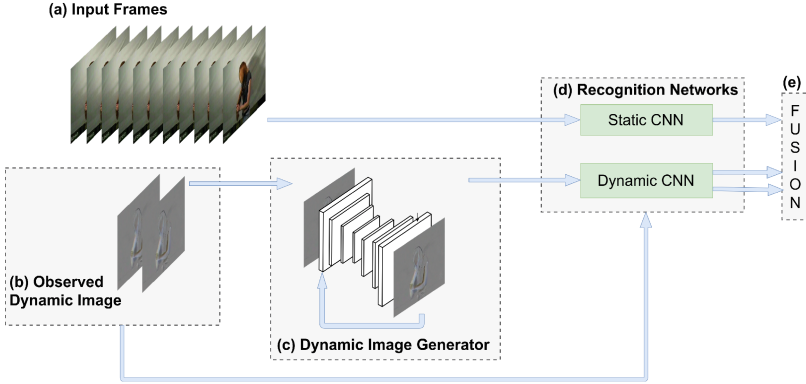 (a) Input Frames
(d) Recognition Networks
(e)
Static CNN
Dynamic CNN
F
U
S
I
O
N
(b) Observed
Dynamic Image
(c) Dynamic Image Generator